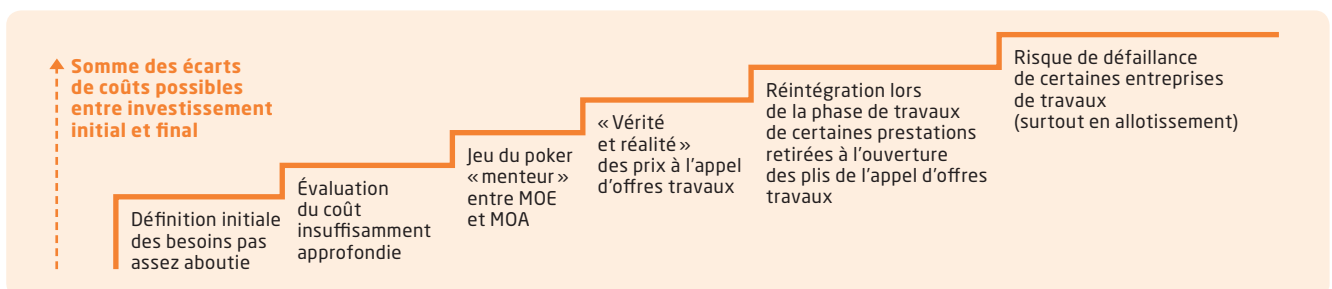 Somme des écarts
de coûts possibles
entre investissement
initial et final
Définition initiale
des besoins pas
assez aboutie
Évaluation
du coût
insuffisamment
approfondie
Jeu du poker
« menteur »
entre MOE
et MOA
« Vérité
et réalité »
des prix à l'appel
d'offres travaux
Réintégration lors
de la phase de travaux
de certaines prestations
retirées à l'ouverture
des plis de l'appel d'offres
travaux
Risque de défaillance
de certaines entreprises
de travaux
(surtout en allotissement)